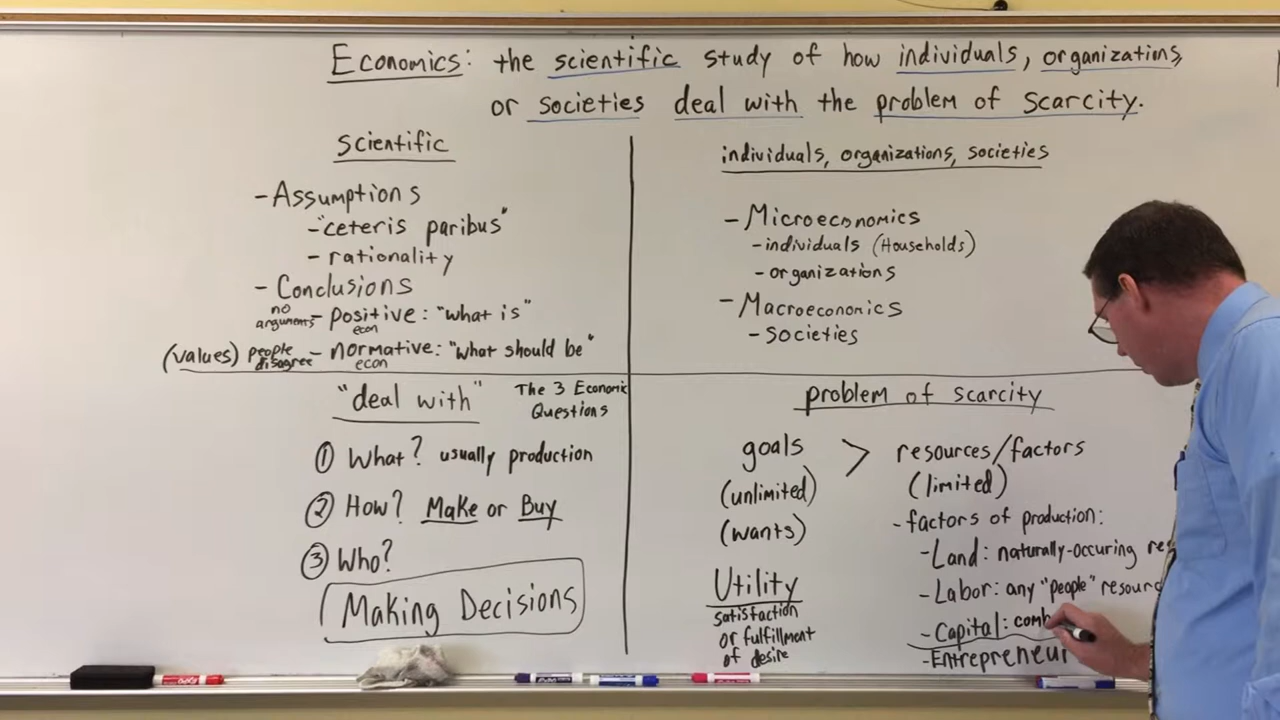 Economics: the scientific study of how individuals, organizations,
or societies deal with the problem of scarcity.
scientific
- Assumptions
- "ceteris paribus"
- rationality
- Conclusions
no arguments - positive: "what is"
econ
(values) people disagree - normative: "what should be"
econ
individuals, organizations, societies
- Microeconomics
- individuals (Households)
- organizations
- Macroeconomics
- Societies
"deal with" The 3 Economic
Questions
① What? usually production
② How? Make or Buy
③ Who?
Making Decisions
problem of scarcity
goals > resources/factors
(unlimited) (limited)
(wants)
Utility
satisfaction
or fulfillment
of desire
- factors of production:
- Land: naturally-occuring
- Labor: any "people"
- Capital:
- Entrepreneur